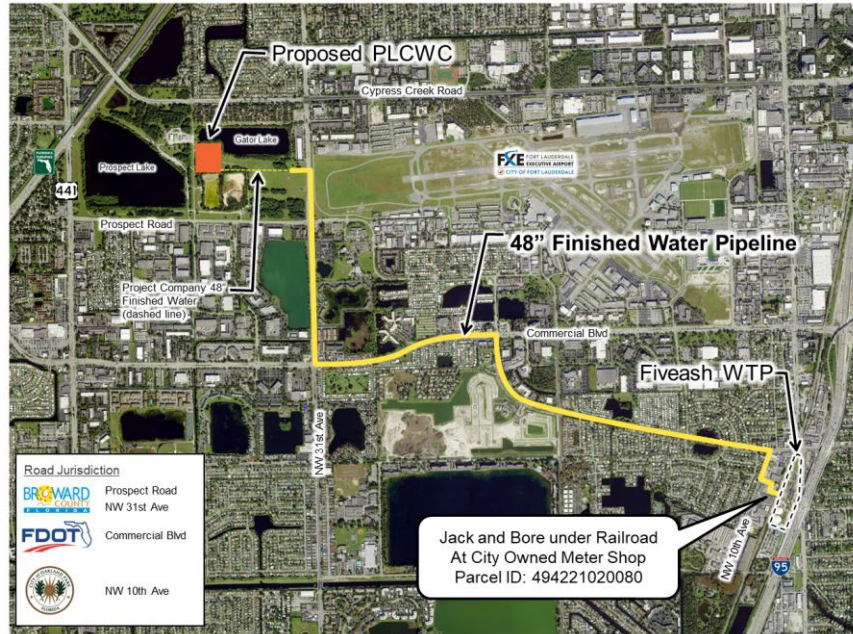 Proposed PLCWC
Cypress Creek Road
Gator Lake
Prospect Lake
FXE FORT LAUDERDALE
EXECUTIVE AIRPORT
CITY OF FORT LAUDERDALE
441
Prospect Road
48” Finished Water Pipeline
Project Company 48”
Finished Water
(dashed line)
Commercial Blvd
Fiveash WTP
NW 31st Ave
Road Jurisdiction
BROWARD
COUNTY
FLORIDA
Prospect Road
NW 31st Ave
FDOT
Commercial Blvd
NW 10th Ave
Jack and Bore under Railroad
At City Owned Meter Shop
Parcel ID: 494221020080
NW 10th Ave
95